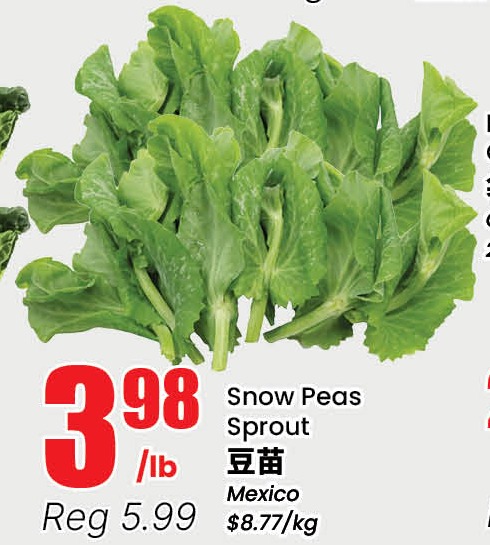 3.98
/lb
Reg 5.99
Snow Peas
Sprout
豆苗
Mexico
$8.77/kg